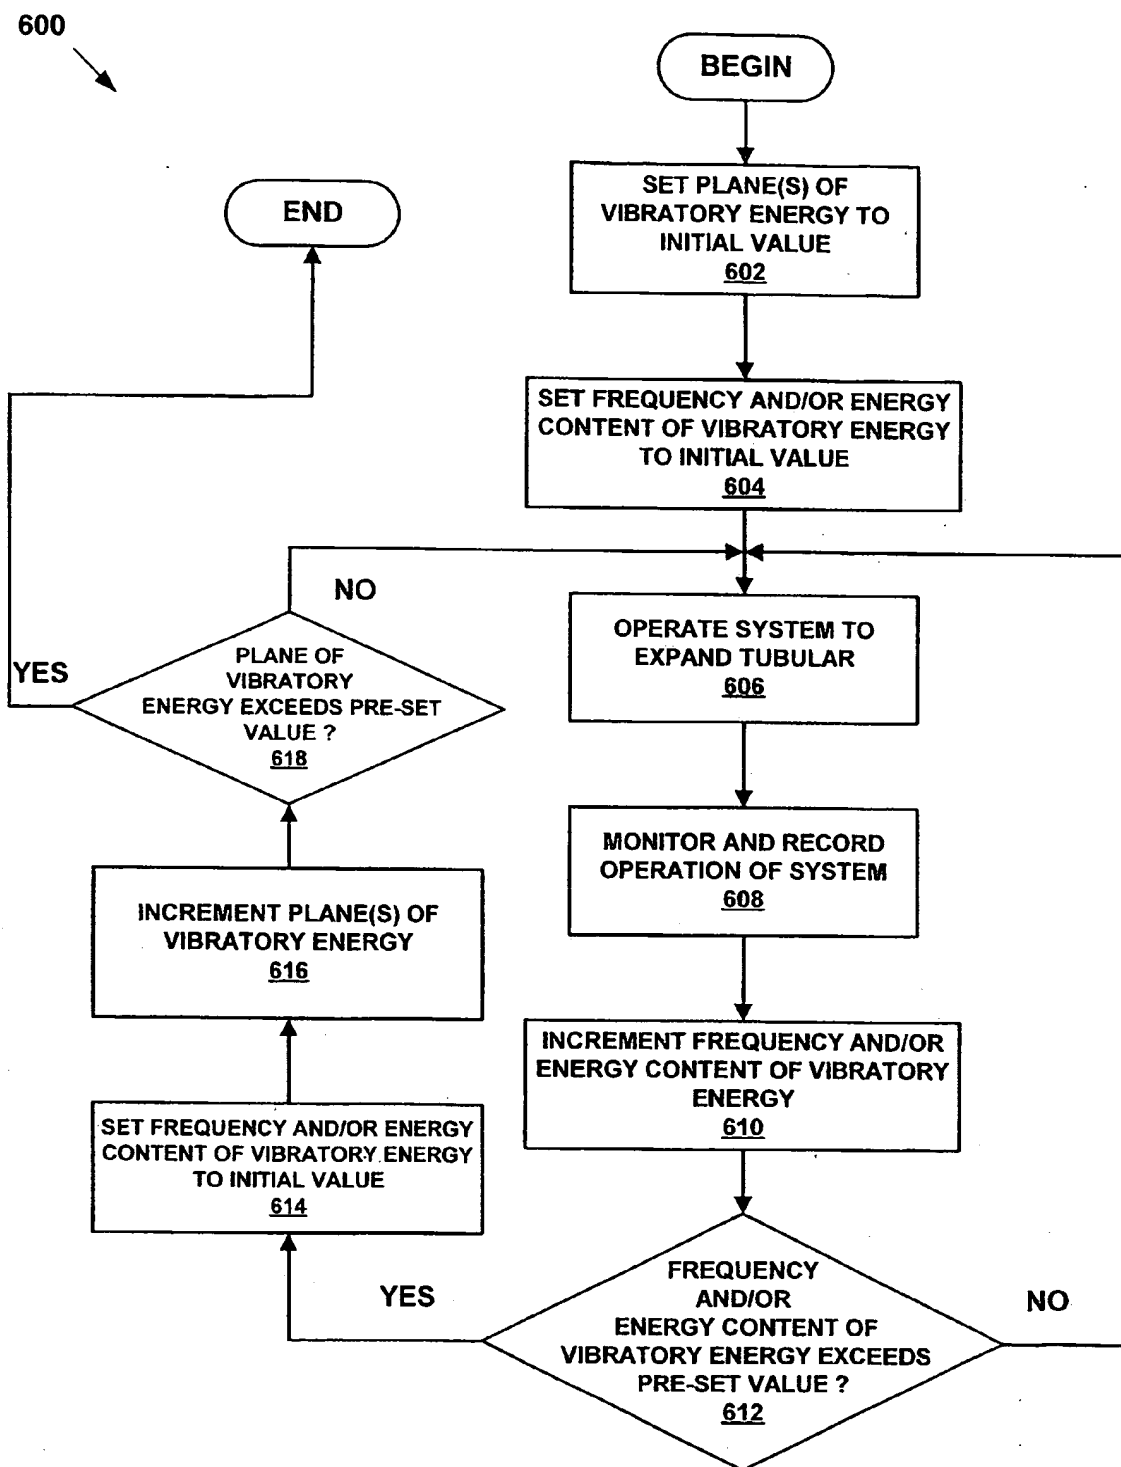 600
BEGIN
SET PLANE(S) OF
VIBRATORY ENERGY TO
INITIAL VALUE
602
END
SET FREQUENCY AND/OR ENERGY
CONTENT OF VIBRATORY ENERGY
TO INITIAL VALUE
604
NO
OPERATE SYSTEM TO
EXPAND TUBULAR
606
YES
PLANE OF
VIBRATORY
ENERGY EXCEEDS PRE-SET
VALUE ?
618
MONITOR AND RECORD
OPERATION OF SYSTEM
608
INCREMENT PLANE(S) OF
VIBRATORY ENERGY
616
INCREMENT FREQUENCY AND/OR
ENERGY CONTENT OF VIBRATORY
ENERGY
610
SET FREQUENCY AND/OR ENERGY
CONTENT OF VIBRATORY ENERGY
TO INITIAL VALUE
614
YES
FREQUENCY
AND/OR
ENERGY CONTENT OF
VIBRATORY ENERGY EXCEEDS
PRE-SET VALUE ?
612
NO